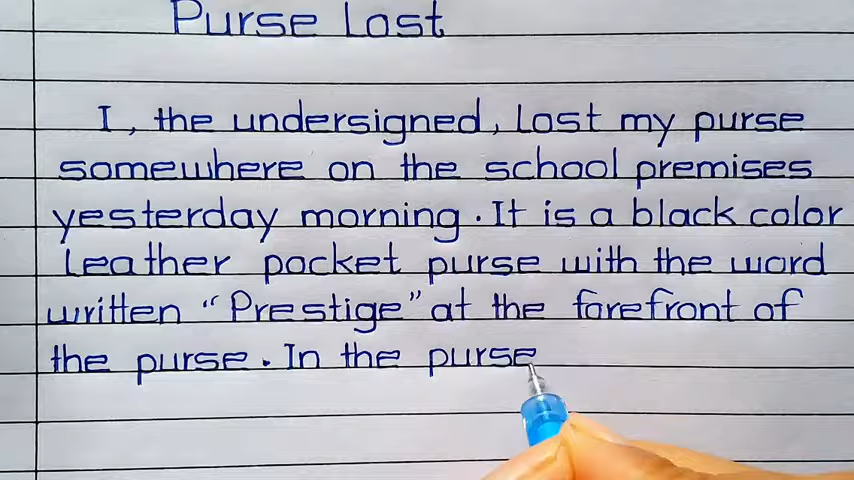 Purse Lost
I, the undersigned, lost my purse
somewhere on the school premises
yesterday morning. It is a black color
leather pocket purse with the word
written "Prestige" at the forefront of
the purse. In the purse